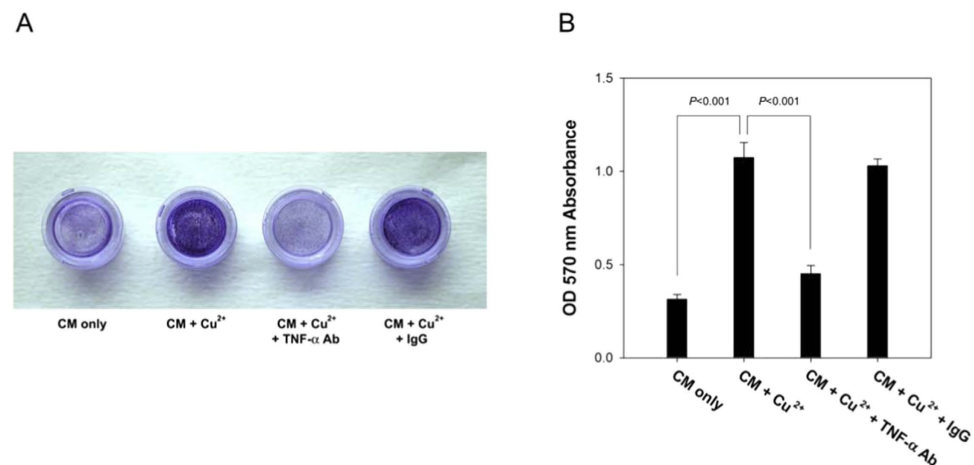 A
CM only
CM + Cu²⁺
CM + Cu²⁺
+ TNF-α Ab
CM + Cu²⁺
+ IgG
B
OD 570 nm Absorbance
1.5
1.0
0.5
0.0
P<0.001
P<0.001
CM only
CM + Cu²⁺
CM + Cu²⁺ + TNF-α Ab
CM + Cu²⁺ + IgG